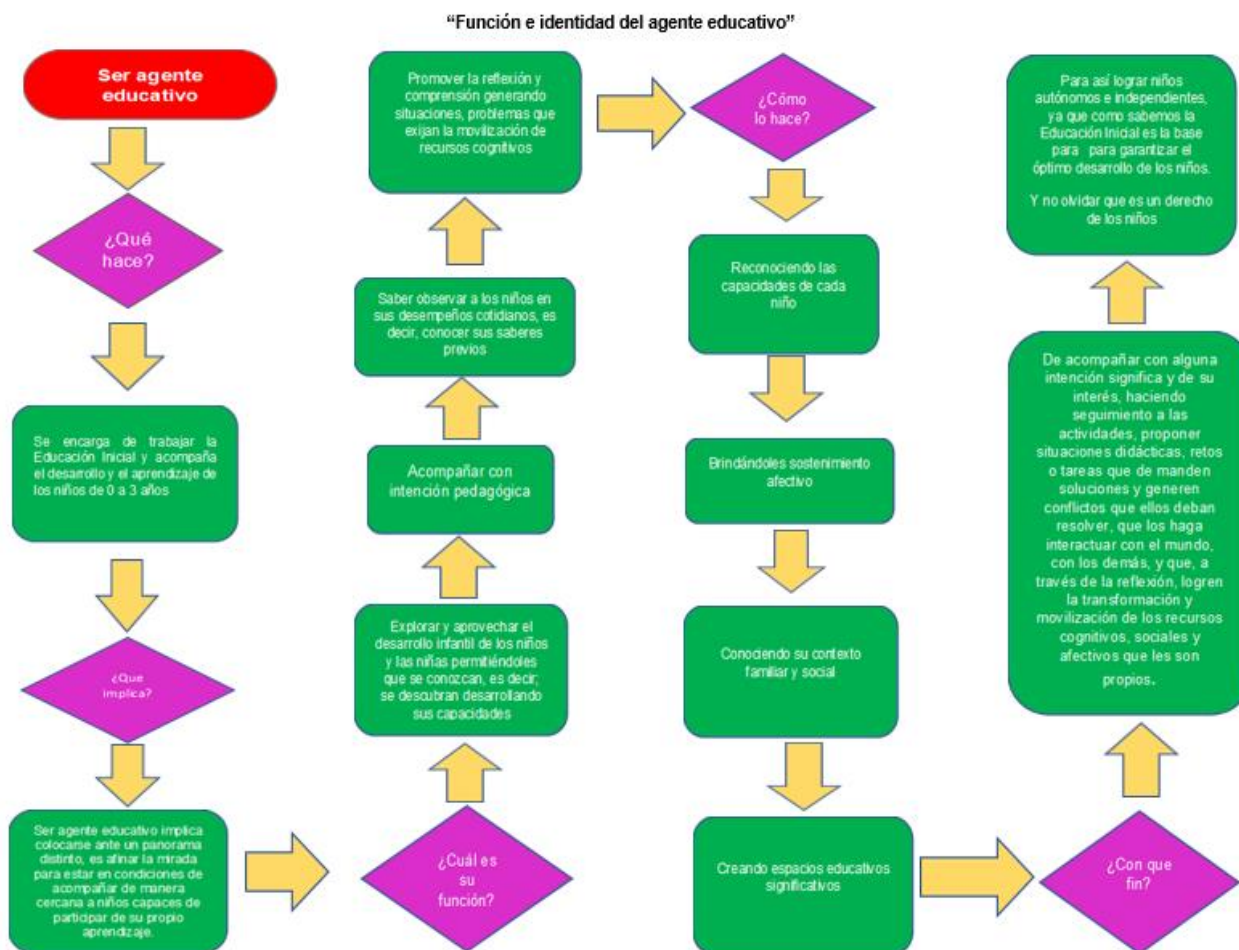 “Función e identidad del agente educativo”
Ser agente
educativo
¿Qué
hace?
Se encarga de trabajar la
Educación Inicial y acompaña
el desarrollo y el aprendizaje de
los niños de 0 a 3 años
¿Que
implica?
Ser agente educativo implica
colocarse ante un panorama
distinto, es afinar la mirada
para estar en condiciones de
acompañar de manera
cercana a niños capaces de
participar de su propio
aprendizaje.
¿Cuál es
su
función?
Explorar y aprovechar el
desarrollo infantil de los niños
y las niñas permitiéndoles
que se conozcan, es decir;
se descubran desarrollando
sus capacidades
Acompañar con
intención pedagógica
Saber observar a los niños en
sus desempeños cotidianos, es
decir, conocer sus saberes
previos
Promover la reflexión y
comprensión generando
situaciones, problemas que
exijan la movilización de
recursos cognitivos
¿Cómo
lo hace?
Reconociendo las
capacidades de cada
niño
Brindándoles sostenimiento
afectivo
Conociendo su contexto
familiar y social
Creando espacios educativos
significativos
¿Con que
fin?
De acompañar con alguna
intención significa y de su
interés, haciendo
seguimiento a las
actividades, proponer
situaciones didácticas, retos
o tareas que de manden
soluciones y generen
conflictos que ellos deban
resolver, que los haga
interactuar con el mundo,
con los demás, y que, a
través de la reflexión, logren
la transformación y
movilización de los recursos
cognitivos, sociales y
afectivos que les son
propios.
Para así lograr niños
autónomos e independientes,
ya que como sabemos la
Educación Inicial es la base
para para garantizar el
óptimo desarrollo de los niños.
Y no olvidar que es un derecho
de los niños